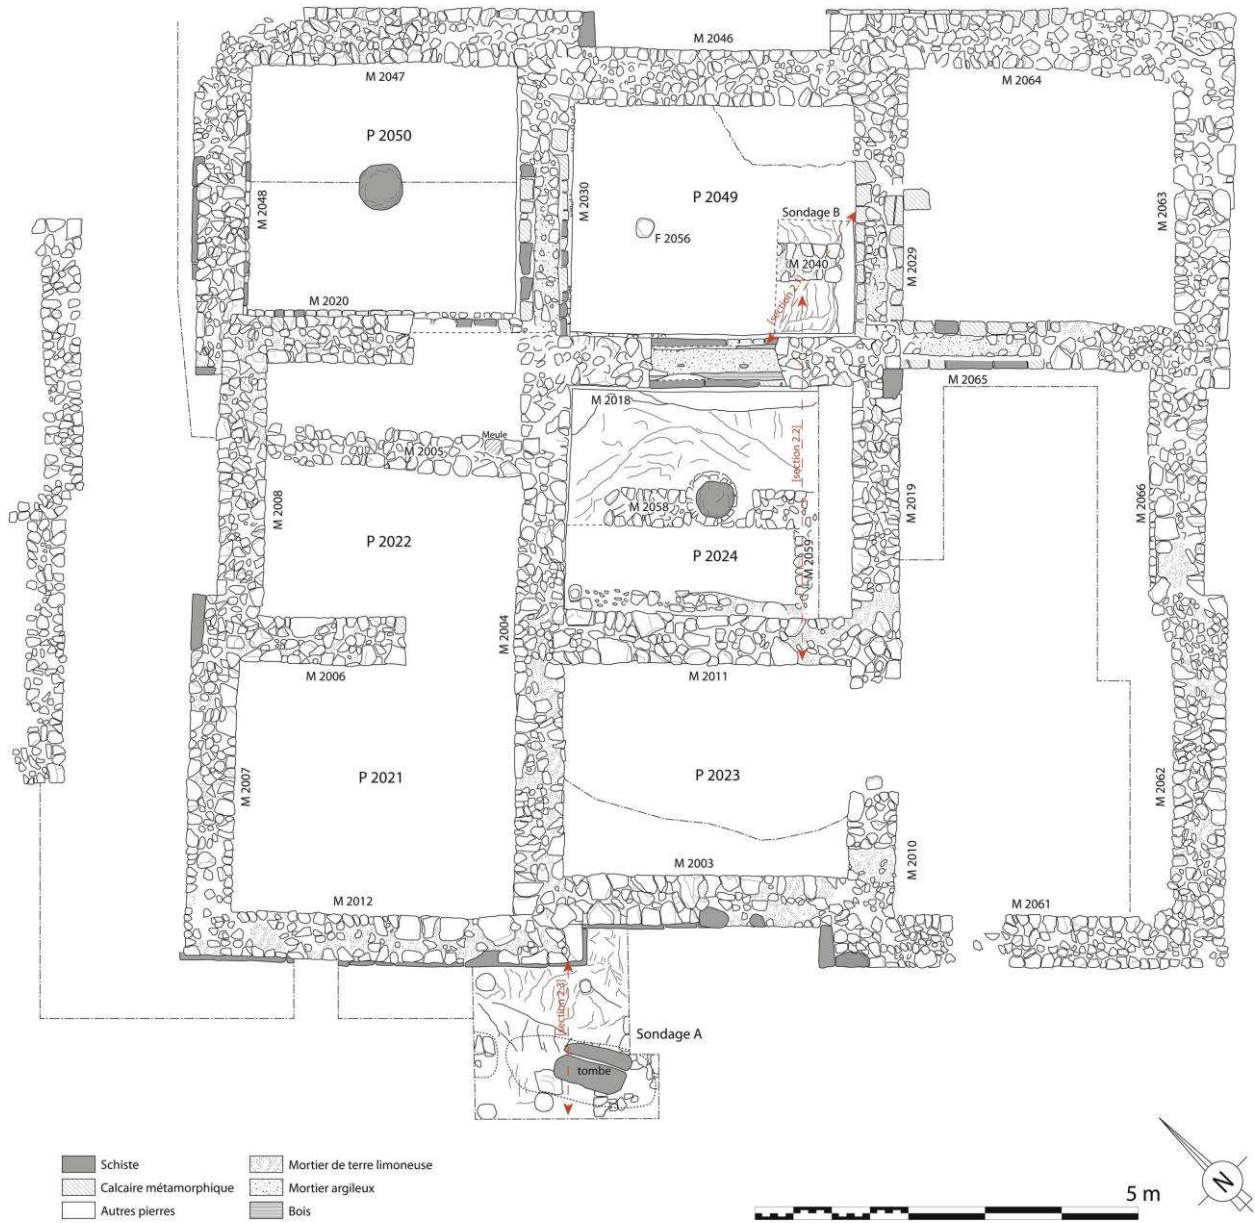 M 2046
M 2047
M 2064
P 2050
M 2048
M 2030
P 2049
M 2063
Sondage B
F 2056
M 2040
M 2029
[section 2.1]
M 2020
M 2065
M 2018
Meule
M 2005
[section 2.2]
M 2008
M 2058
M 2019
M 2066
P 2022
P 2024
M 2059
M 2004
M 2006
M 2011
P 2021
P 2023
M 2007
M 2062
M 2003
M 2010
M 2012
M 2061
[section 2.3]
Sondage A
tombe
Schiste
Calcaire métamorphique
Autres pierres
Mortier de terre limoneuse
Mortier argileux
Bois
5 m
N